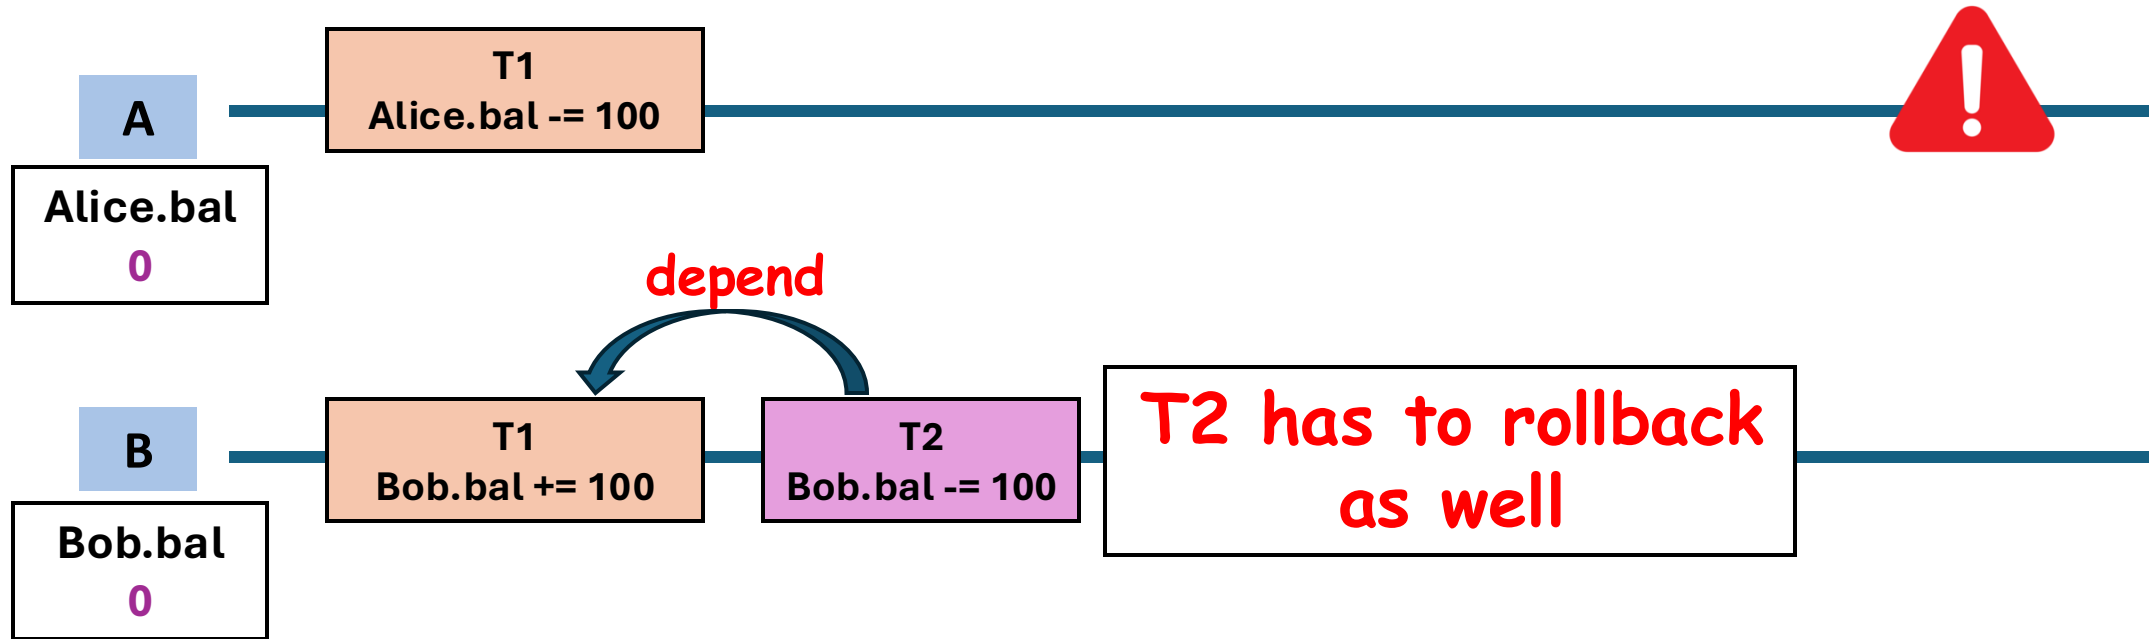 T1
Alice.bal -= 100
A
Alice.bal
0
depend
T1
Bob.bal += 100
T2
Bob.bal -= 100
T2 has to rollback
as well
B
Bob.bal
0